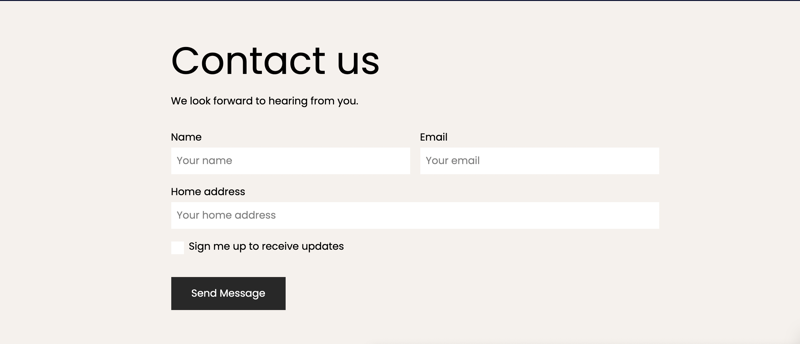 Contact us
We look forward to hearing from you.
Name
Email
Your name
Your email
Home address
Your home address
Sign me up to receive updates
Send Message